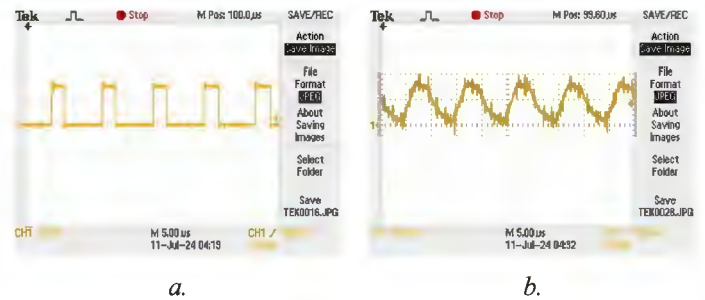 Tek Stop M Pos: 100.0µs SAVE/REC
Action
Save Image
File
Format
JPEG
About
Saving
Images
Select
Folder
Save
TEK0016.JPG
CH1 M 5.00µs CH1
11-Jul-24 04:19
a.
Tek Stop M Pos: 99.60µs SAVE/REC
Action
Save Image
File
Format
JPEG
About
Saving
Images
Select
Folder
Save
TEK0028.JPG
1
M 5.00µs
11-Jul-24 04:32
b.